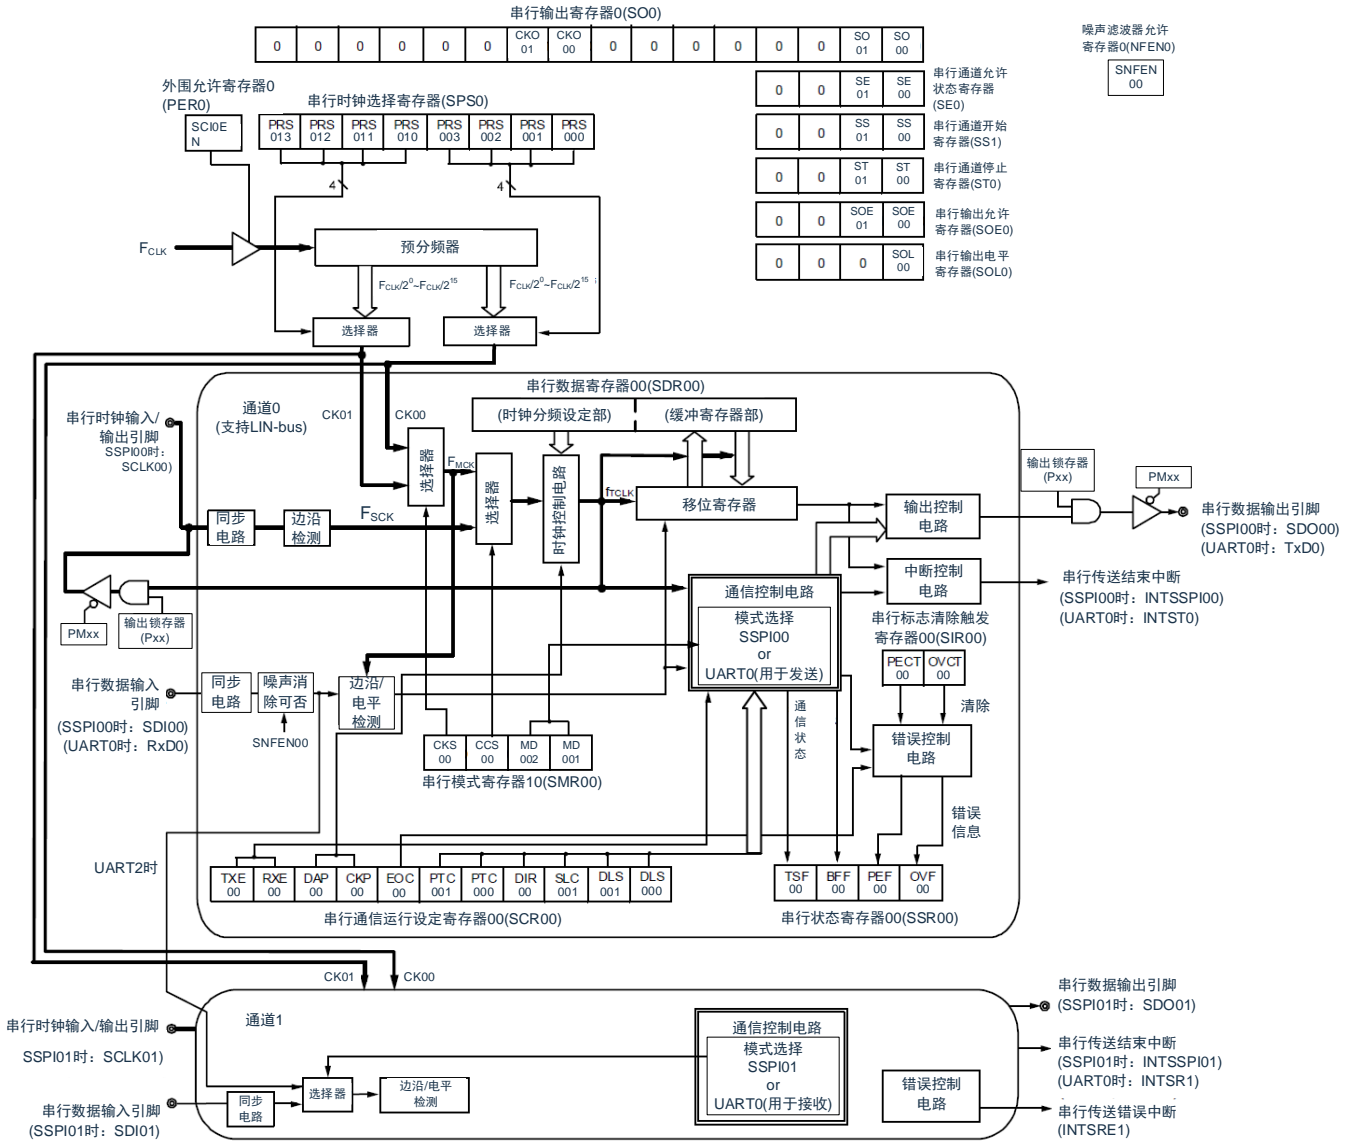 串行输出寄存器0(SO0)
0 0 0 0 0 0 CKO 01 CKO 00 0 0 0 0 0 0 SO 01 SO 00
噪声滤波器允许
寄存器0(NFEN0)
SNFEN
00
0 0 SE 01 SE 00
串行通道允许
状态寄存器
(SE0)
0 0 SS 01 SS 00
串行通道开始
寄存器(SS1)
0 0 ST 01 ST 00
串行通道停止
寄存器(ST0)
0 0 SOE 01 SOE 00
串行输出允许
寄存器(SOE0)
0 0 0 SOL 00
串行输出电平
寄存器(SOL0)
外围允许寄存器0
(PER0)
SCI0E
N
串行时钟选择寄存器(SPS0)
PRS 013 PRS 012 PRS 011 PRS 010 PRS 003 PRS 002 PRS 001 PRS 000
4 4
FCLK
预分频器
FCLK/2⁰~FCLK/2¹⁵ FCLK/2⁰~FCLK/2¹⁵
选择器 选择器
通道0
(支持LIN-bus)
CK01 CK00
串行数据寄存器00(SDR00)
(时钟分频设定部) (缓冲寄存器部)
串行时钟输入/
输出引脚
SSPI00时:
SCLK00)
选择器
FMCK
选择器
时钟控制电路
fTCLK
移位寄存器
同步
电路
边沿
检测
FSCK
输出控制
电路
输出锁存器
(Pxx)
PMxx
串行数据输出引脚
(SSPI00时: SDO00)
(UART0时: TxD0)
通信控制电路
模式选择
SSPI00
or
UART0(用于发送)
中断控制
电路
串行传送结束中断
(SSPI00时: INTSSPI00)
(UART0时: INTST0)
PMxx
输出锁存器
(Pxx)
串行标志清除触发
寄存器00(SIR00)
PECT 00 OVCT 00
清除
错误控制
电路
错误
信息
串行数据输入
引脚
(SSPI00时: SDI00)
(UART0时: RxD0)
同步
电路
噪声消
除可否
SNFEN00
边沿/
电平
检测
CKS 00 CCS 00 MD 002 MD 001
串行模式寄存器10(SMR00)
通信状态
UART2时
TXE 00 RXE 00 DAP 00 CKP 00 EOC 00 PTC 001 PTC 000 DIR 00 SLC 001 DLS 001 DLS 000
串行通信运行设定寄存器00(SCR00)
TSF 00 BFF 00 PEF 00 OVF 00
串行状态寄存器00(SSR00)
CK01 CK00
通道1
串行时钟输入/输出引脚
SSPI01时: SCLK01)
串行数据输入引脚
(SSPI01时: SDI01)
同步
电路
选择器
边沿/电平
检测
通信控制电路
模式选择
SSPI01
or
UART0(用于接收)
错误控制
电路
串行数据输出引脚
(SSPI01时: SDO01)
串行传送结束中断
(SSPI01时: INTSSPI01)
(UART0时: INTSR1)
串行传送错误中断
(INTSRE1)